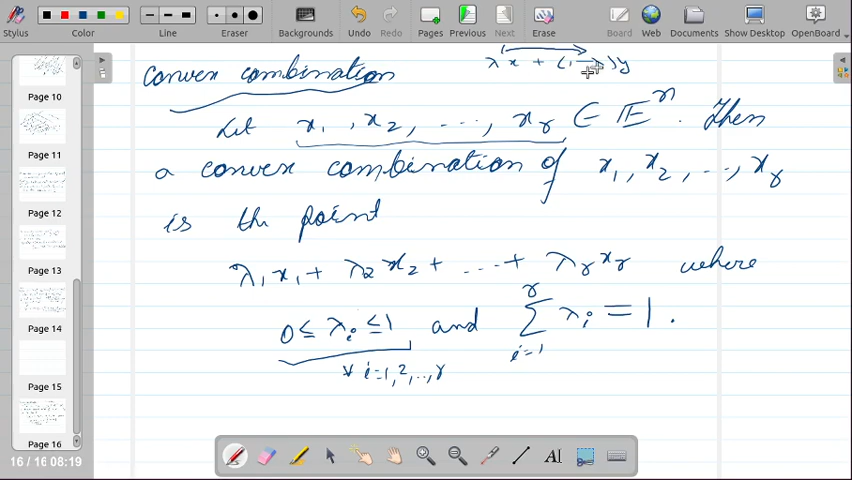 Stylus Color Line Eraser Backgrounds Undo Redo Pages Previous Next Erase Board Web Documents Show Desktop OpenBoard
Page 10
Page 11
Page 12
Page 13
Page 14
Page 15
Page 16
16 / 16 08:19
λx + (1-λ)y
convex combination
Let x₁, x₂, ..., xᵣ ∈ Eⁿ. Then
a convex combination of x₁, x₂, ..., xᵣ
is the point
λ₁x₁ + λ₂x₂ + ... + λᵣxᵣ where
0 ≤ λᵢ ≤ 1 and ∑ᵢ₌₁ʳ λᵢ = 1.
∀ i=1,2,..,r